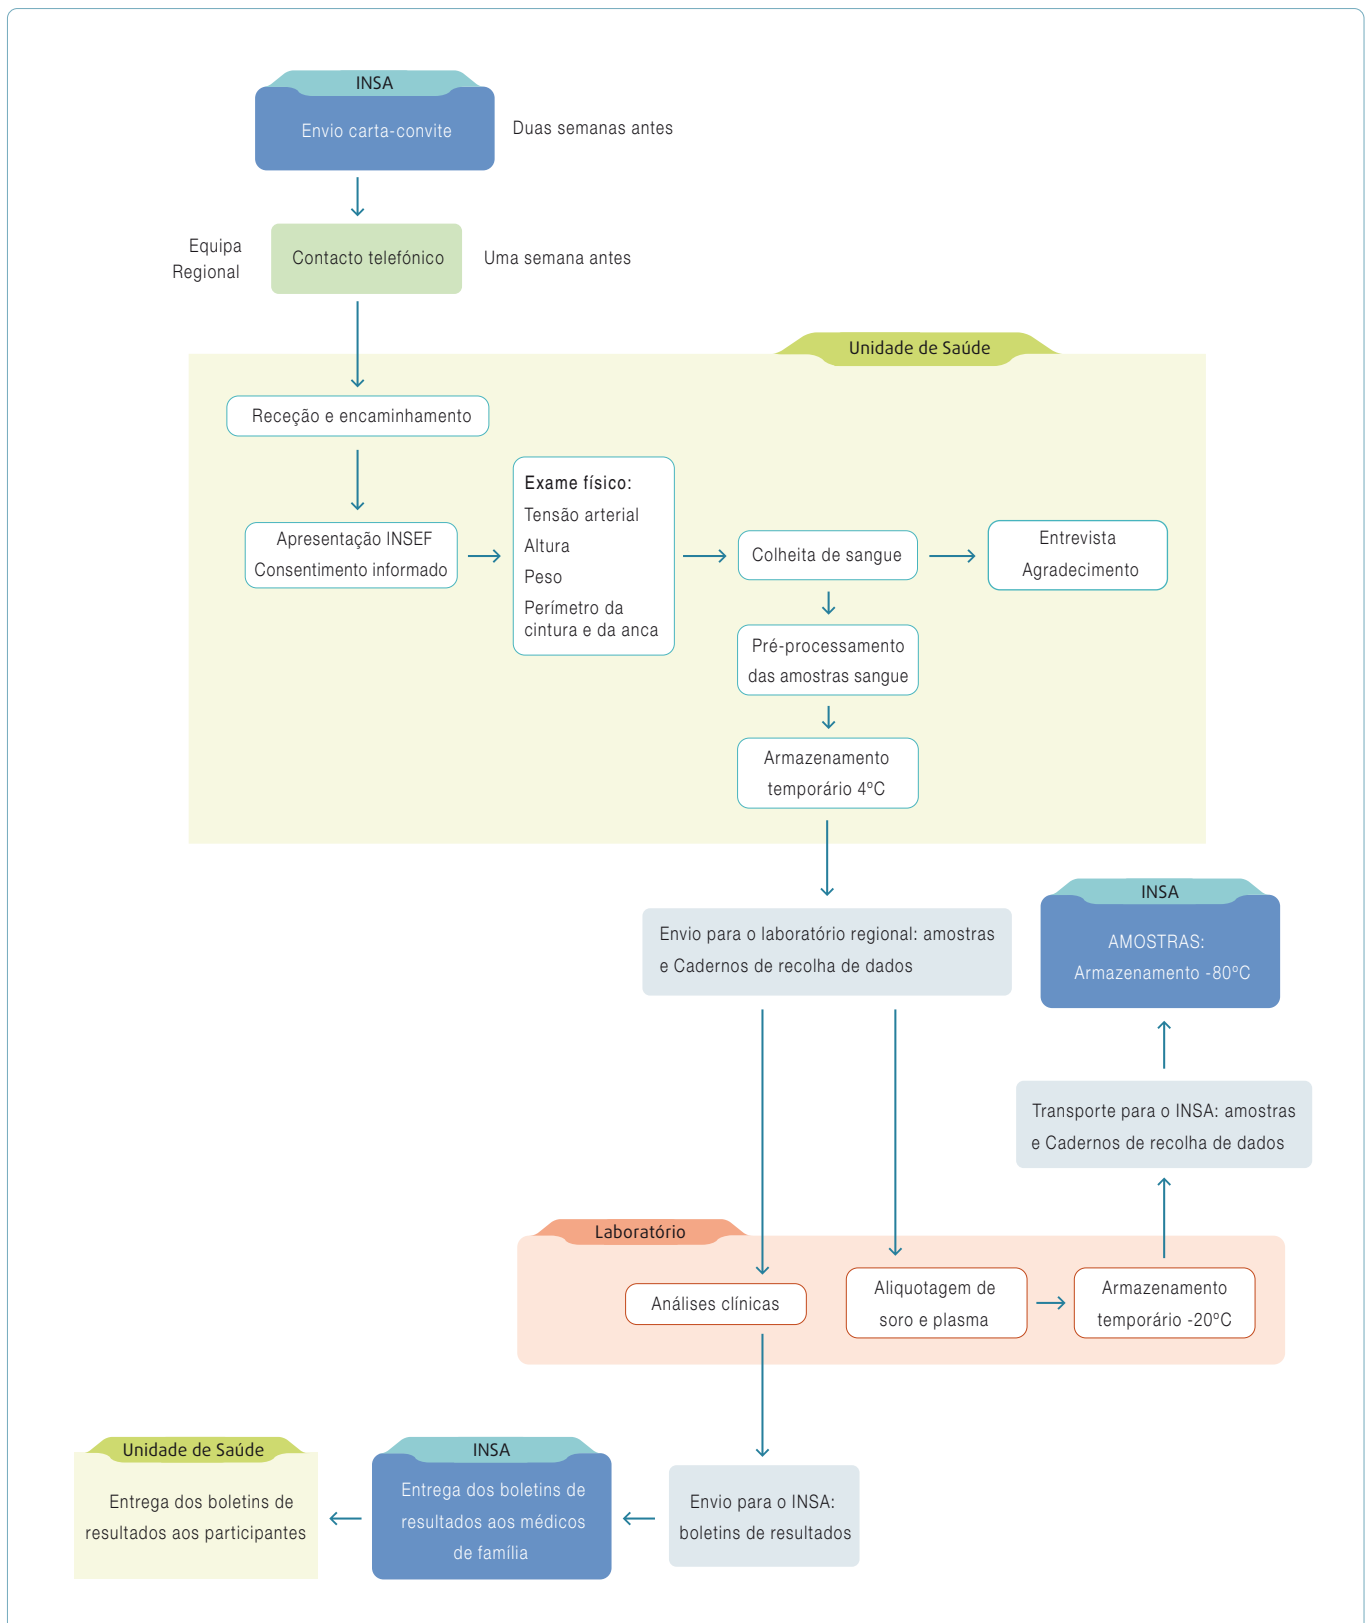 INSA
Envio carta-convite
Duas semanas antes
Equipa
Regional
Contacto telefónico
Uma semana antes
Unidade de Saúde
Receção e encaminhamento
Apresentação INSEF
Consentimento informado
Exame físico:
Tensão arterial
Altura
Peso
Perímetro da
cintura e da anca
Colheita de sangue
Entrevista
Agradecimento
Pré-processamento
das amostras sangue
Armazenamento
temporário 4ºC
Envio para o laboratório regional: amostras
e Cadernos de recolha de dados
INSA
AMOSTRAS:
Armazenamento -80ºC
Transporte para o INSA: amostras
e Cadernos de recolha de dados
Laboratório
Análises clínicas
Aliquotagem de
soro e plasma
Armazenamento
temporário -20ºC
Unidade de Saúde
Entrega dos boletins de
resultados aos participantes
INSA
Entrega dos boletins de
resultados aos médicos
de família
Envio para o INSA:
boletins de resultados